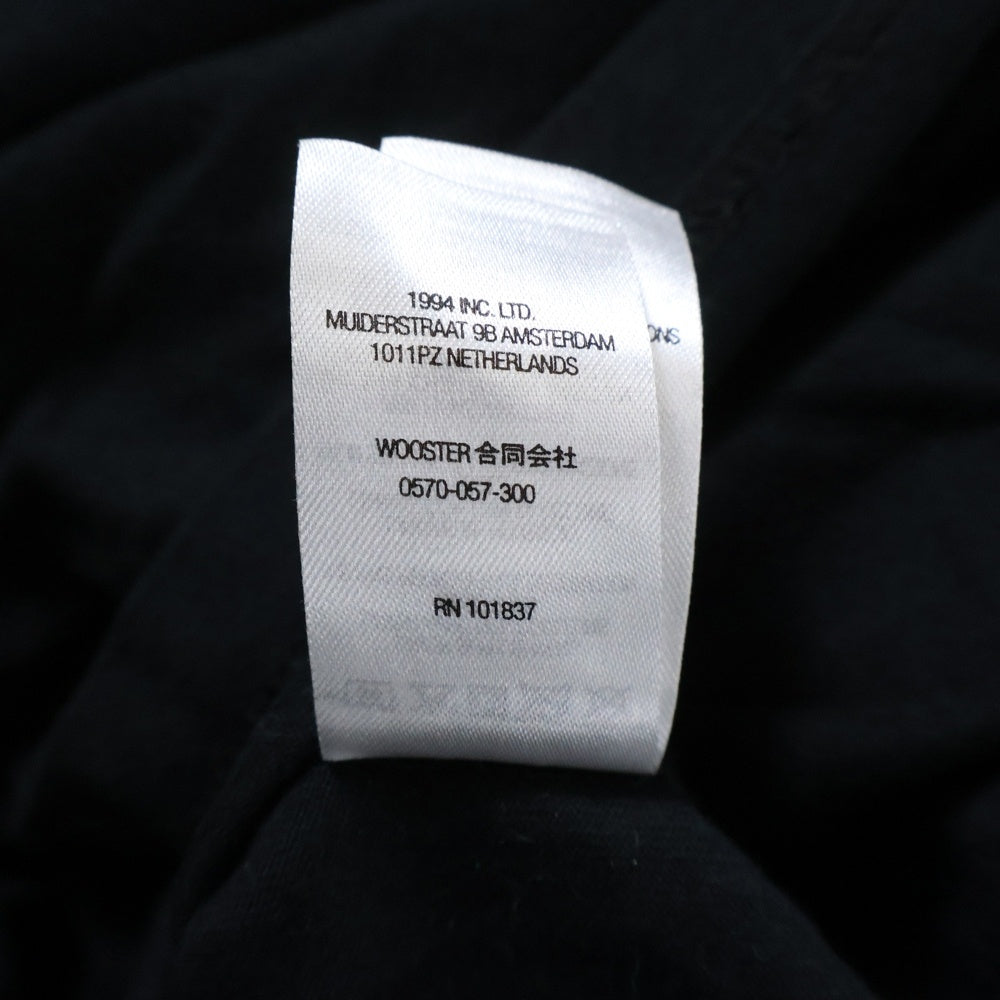 1994 INC. LTD.
MUIDERSTRAAT 9B AMSTERDAM
1011PZ NETHERLANDS
WOOSTER 合同会社
0570-057-300
RN 101837